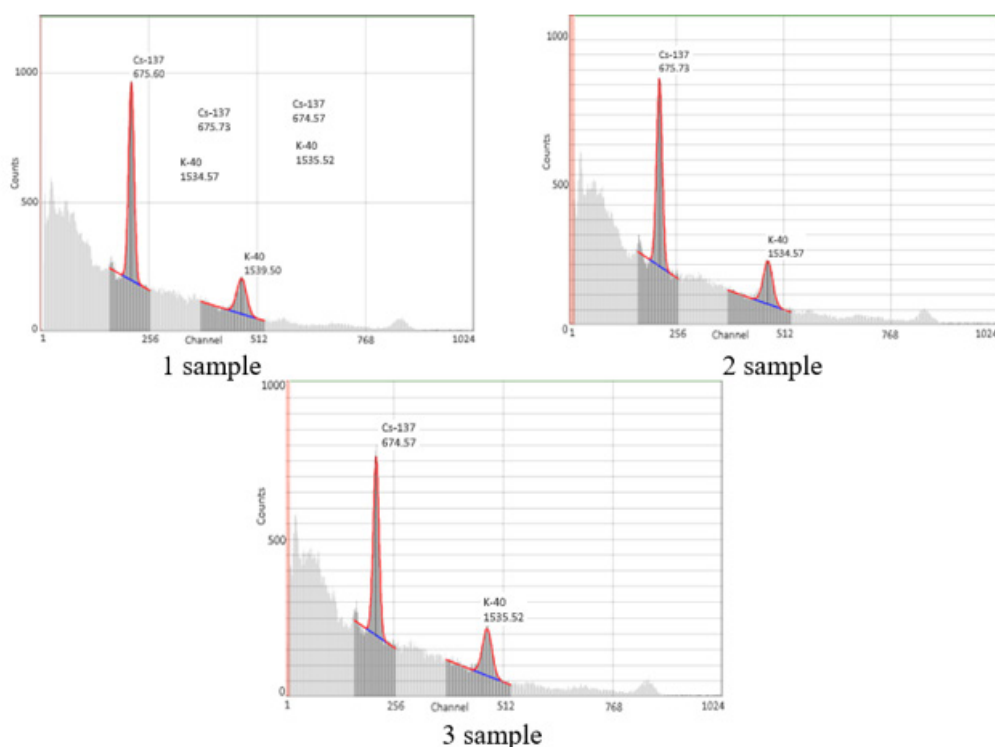 Cs-137
675.60
1000
Cs-137
674.57
Cs-137
675.73
K-40
1535.52
K-40
1534.57
Counts
500
K-40
1539.50
0
1
256
Channel
512
768
1024
1 sample
1000
Cs-137
675.73
Counts
500
K-40
1534.57
0
1
256
Channel
512
768
1024
2 sample
1000
Cs-137
674.57
Counts
500
K-40
1535.52
0
1
256
Channel
512
768
1024
3 sample